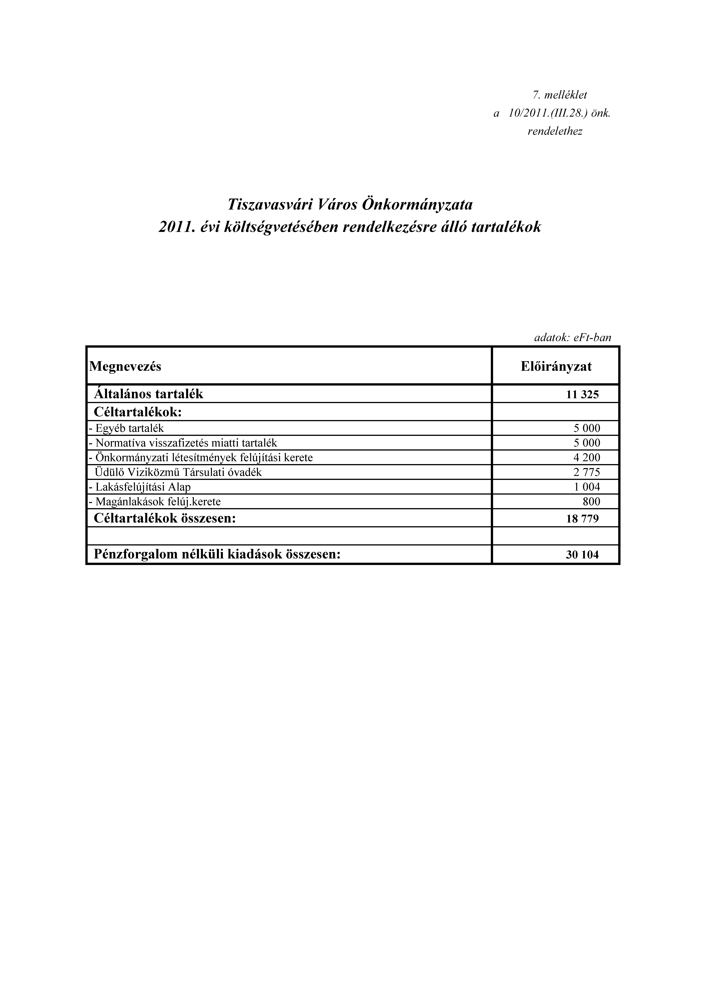 7. melléklet
a 10/2011.(III.28.) önk.
rendelethez
Tiszavasvári Város Önkormányzata
2011. évi költségvetésében rendelkezésre álló tartalékok
adatok: eFt-ban
Megnevezés Előirányzat
Általános tartalék 11 325
Céltartalékok:
- Egyéb tartalék 5 000
- Normatíva visszafizetés miatti tartalék 5 000
- Önkormányzati létesítmények felújítási kerete 4 200
Üdülő Viziközmű Társulati óvadék 2 775
- Lakásfelújítási Alap 1 004
- Magánlakások felúj.kerete 800
Céltartalékok összesen: 18 779
Pénzforgalom nélküli kiadások összesen: 30 104